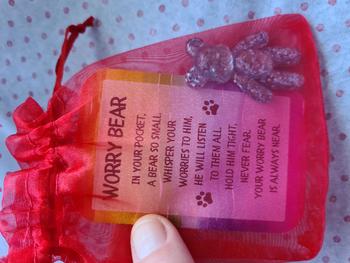 WORRY BEAR
IN YOUR POCKET,
A BEAR SO SMALL.
WHISPER YOUR
WORRIES TO HIM,
HE WILL LISTEN
TO THEM ALL.
HOLD HIM TIGHT,
NEVER FEAR.
YOUR WORRY BEAR
IS ALWAYS NEAR.